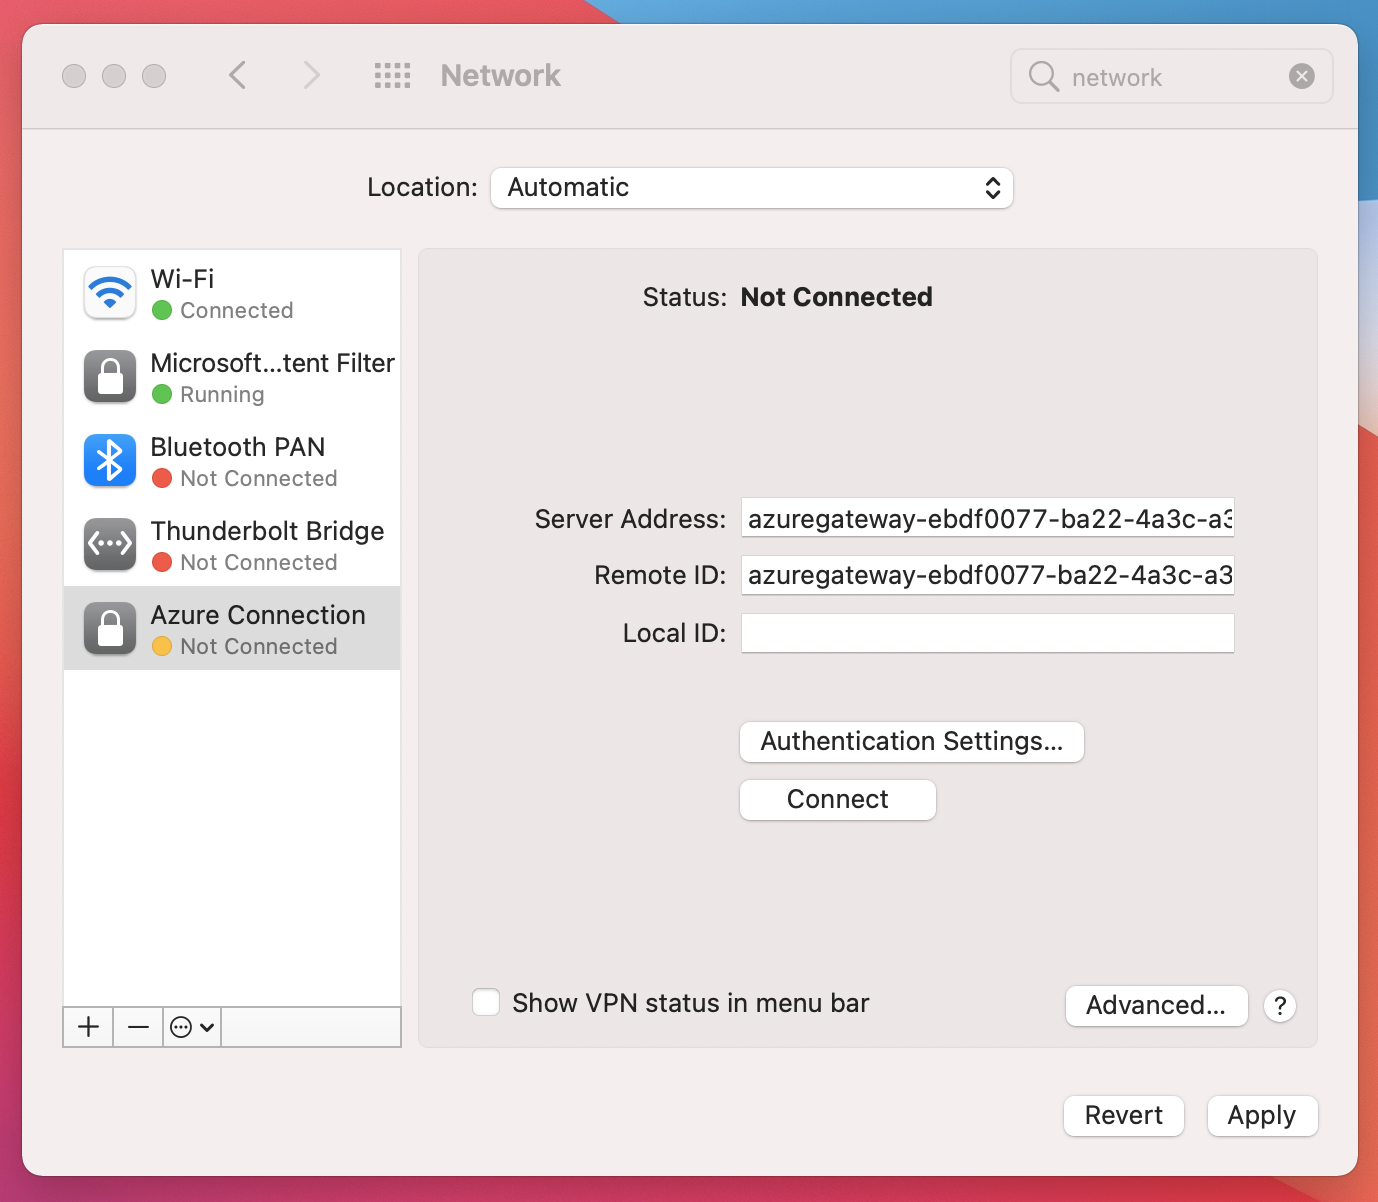 Network
network
Location: Automatic
Wi-Fi
Connected
Microsoft...tent Filter
Running
Bluetooth PAN
Not Connected
Thunderbolt Bridge
Not Connected
Azure Connection
Not Connected
Status: Not Connected
Server Address: azuregateway-ebdf0077-ba22-4a3c-a3
Remote ID: azuregateway-ebdf0077-ba22-4a3c-a3
Local ID:
Authentication Settings...
Connect
Show VPN status in menu bar
Advanced...
?
Revert
Apply